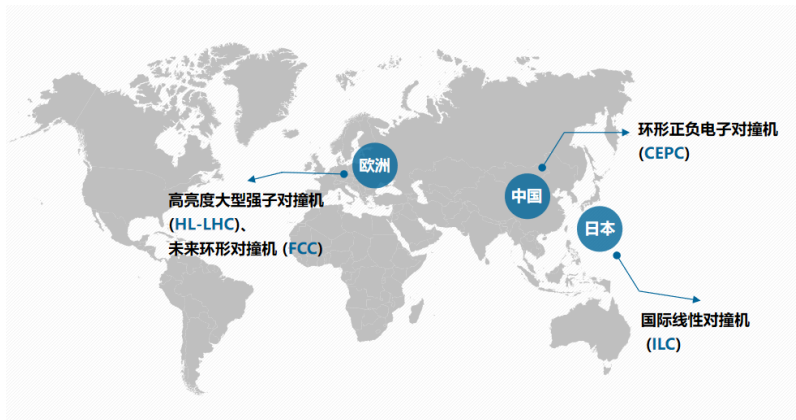 欧洲
高亮度大型强子对撞机
(HL-LHC)、
未来环形对撞机 (FCC)
环形正负电子对撞机
(CEPC)
中国
日本
国际线性对撞机
(ILC)